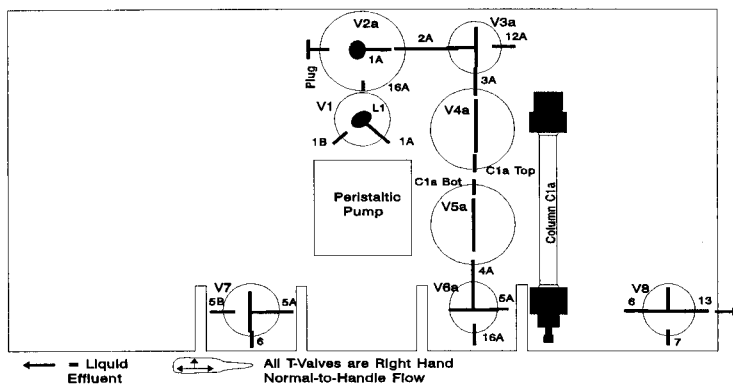 V2a
V3a
2A
12A
Plug
1A
16A
3A
V1
L1
V4a
1B
1A
C1a Top
C1a Bot
Peristaltic
Pump
V5a
Column C1a
4A
V7
V6a
V8
5B
5A
5A
6
13
6
16A
7
= Liquid
Effluent
All T-Valves are Right Hand
Normal-to-Handle Flow